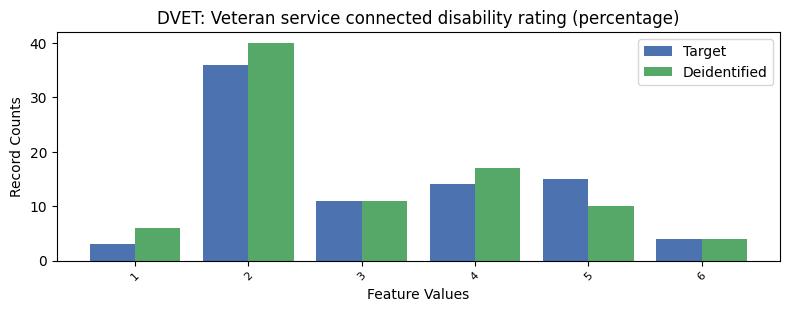 DVET: Veteran service connected disability rating (percentage)
Target
Deidentified
Record Counts
40
30
20
10
0
1 2 3 4 5 6
Feature Values